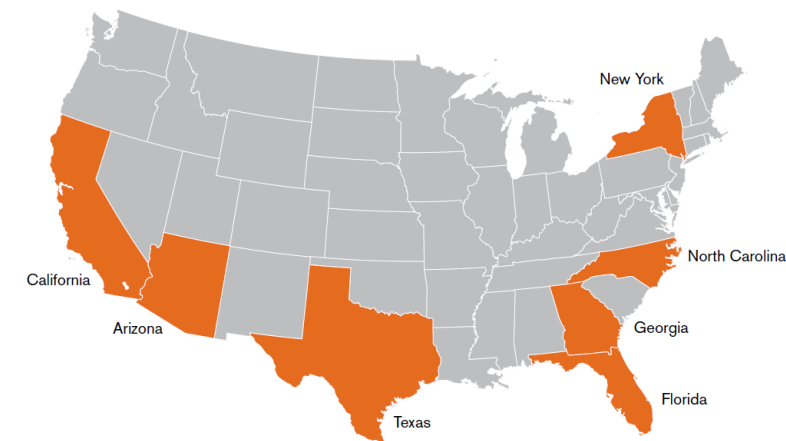 New York
North Carolina
California
Arizona
Georgia
Florida
Texas